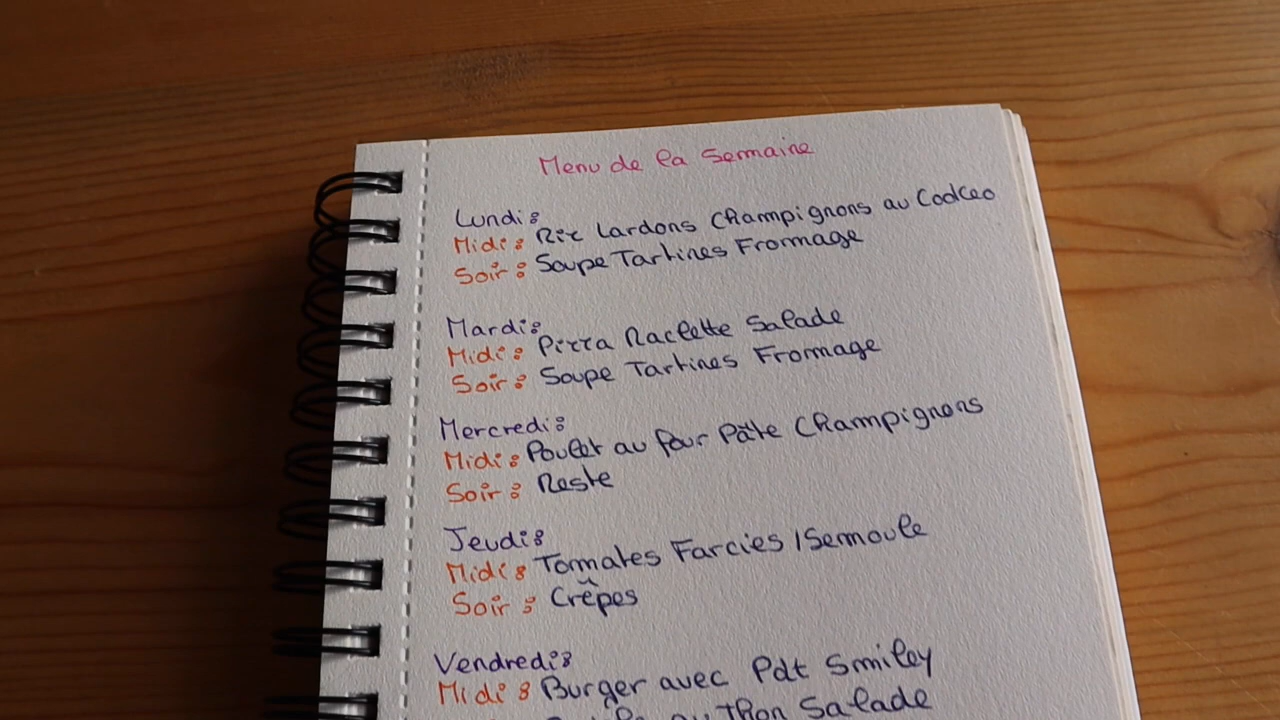 Menu de la Semaine
Lundi:
Midi: Riz Lardons Champignons au Cookeo
Soir: Soupe Tartines Fromage
Mardi:
Midi: Pizza Raclette Salade
Soir: Soupe Tartines Fromage
Mercredi:
Midi: Poulet au four Pâte Champignons
Soir: Reste
Jeudi:
Midi: Tomates Farcies / Semoule
Soir: Crêpes
Vendredi:
Midi: Burger avec Pdt Smiley
au Thon Salade